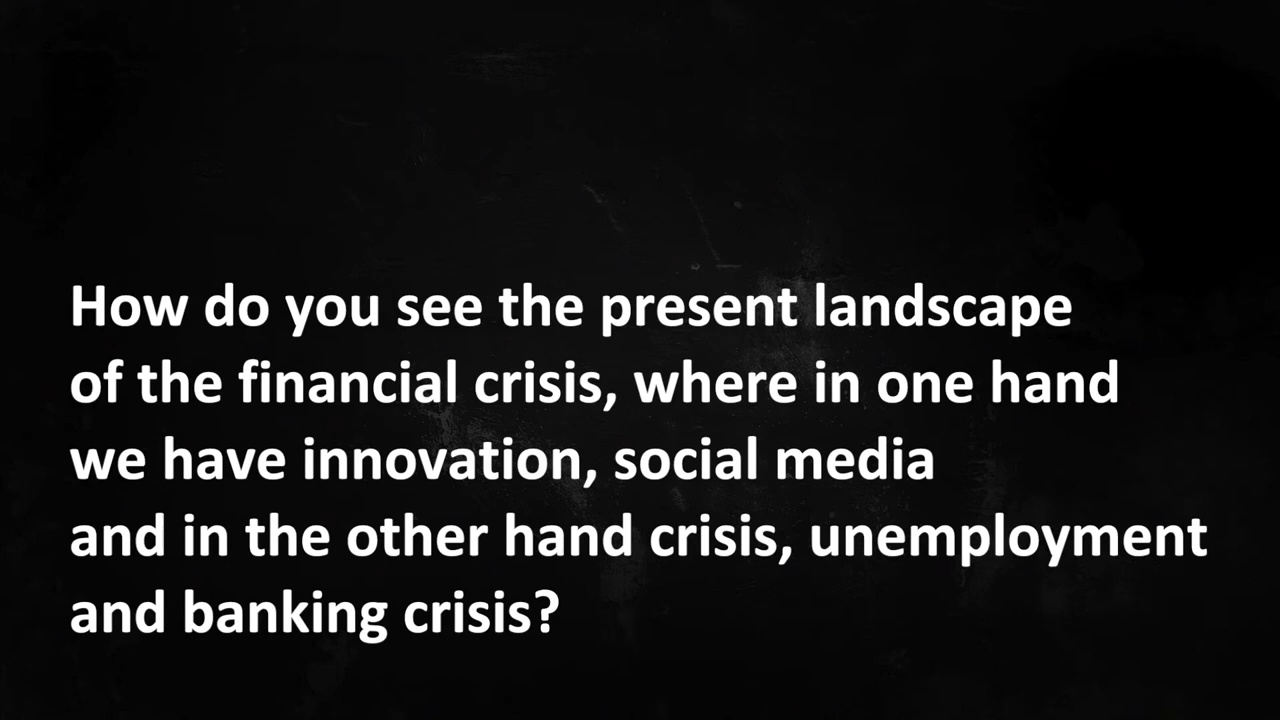 How do you see the present landscape
of the financial crisis, where in one hand
we have innovation, social media
and in the other hand crisis, unemployment
and banking crisis?